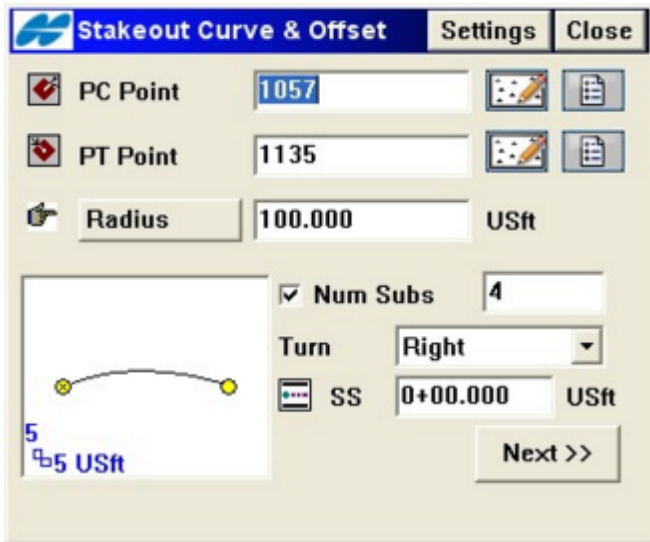 Stakeout Curve & Offset Settings Close
PC Point 1057
PT Point 1135
Radius 100.000 USft
Num Subs 4
Turn Right
SS 0+00.000 USft
5
5 USft
Next >>